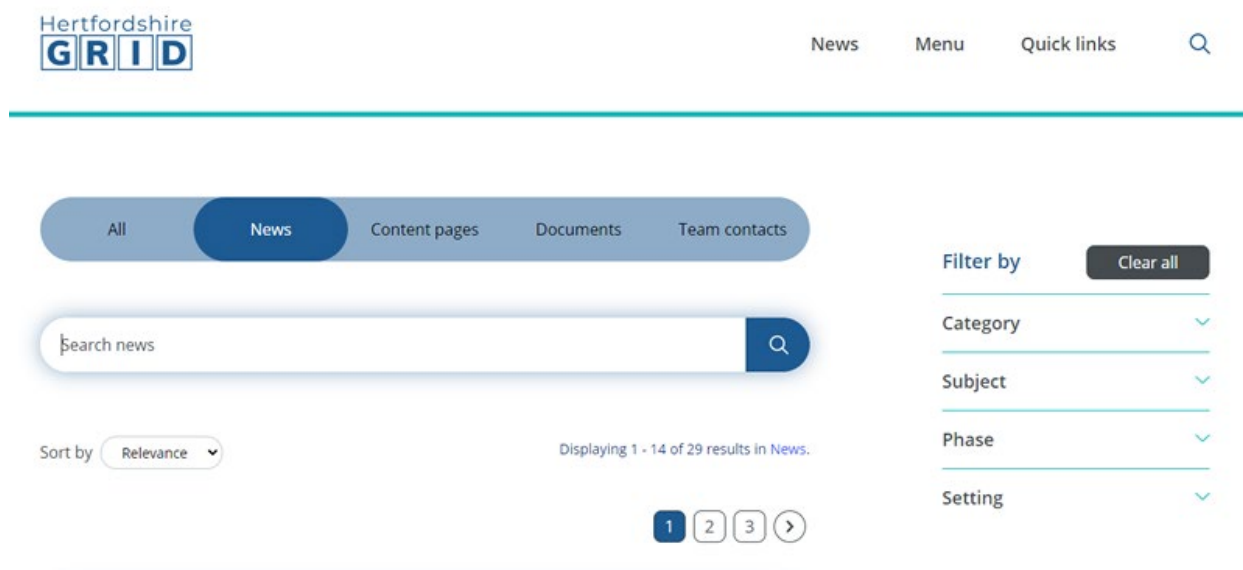 Hertfordshire
GRID
News Menu Quick links
All News Content pages Documents Team contacts
Filter by Clear all
Search news
Category
Subject
Sort by Relevance Displaying 1 - 14 of 29 results in News.
Phase
Setting
1 2 3